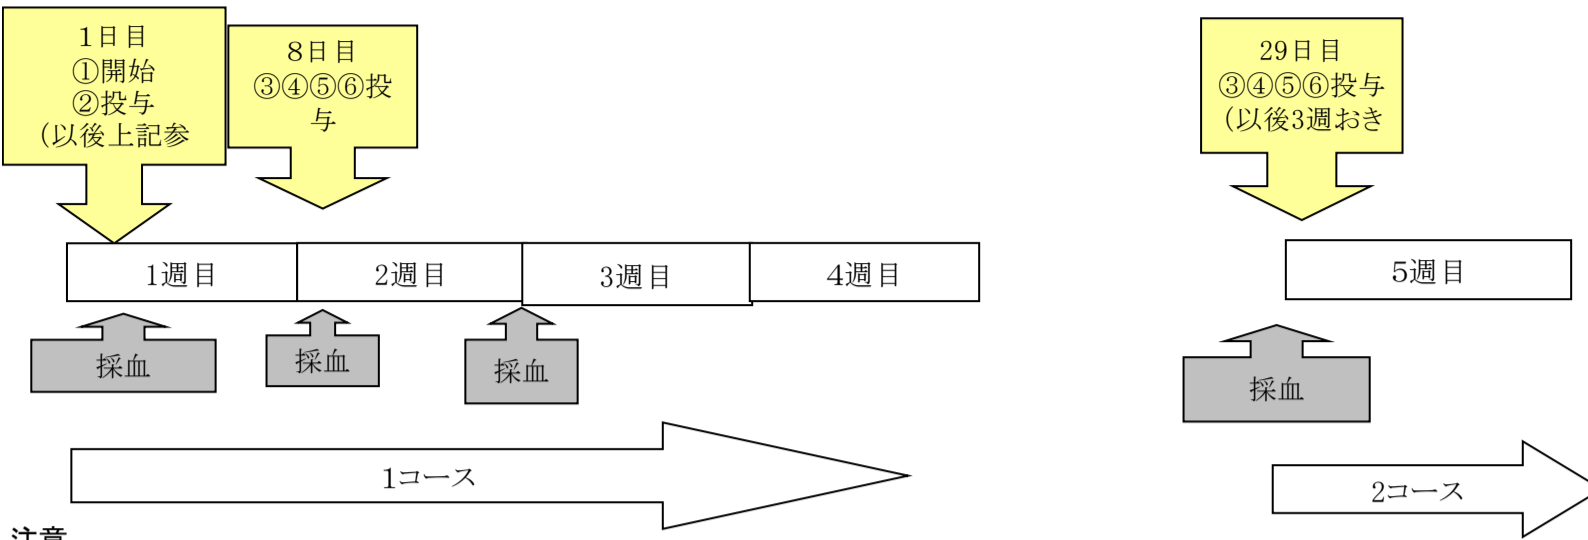 1日目
①開始
②投与
(以後上記参
8日目
③④⑤⑥投
与
29日目
③④⑤⑥投与
(以後3週おき
1週目
2週目
3週目
4週目
5週目
採血
採血
採血
採血
1コース
2コース
注意